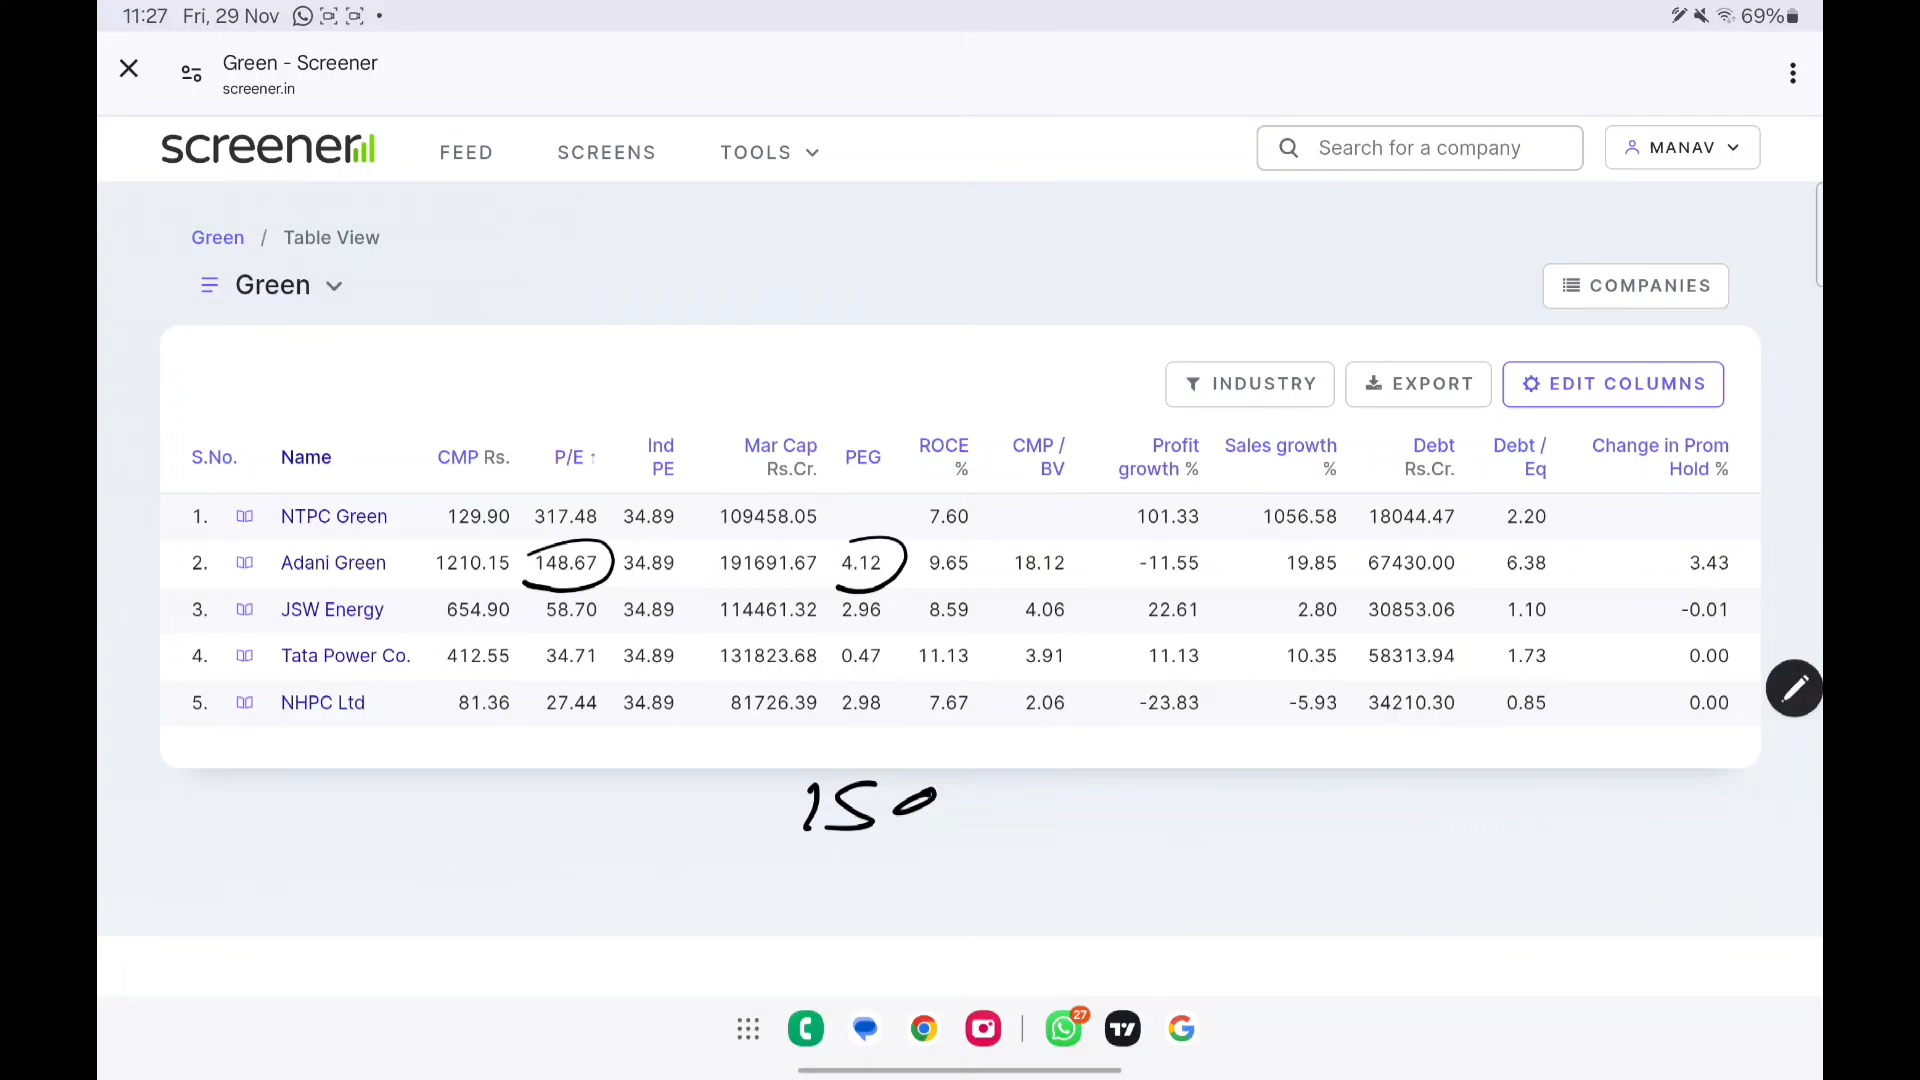 11:27 Fri, 29 Nov 69%
Green - Screener
screener.in
screener FEED SCREENS TOOLS Search for a company MANAV
Green / Table View
Green COMPANIES
INDUSTRY EXPORT EDIT COLUMNS
S.No. Name CMP Rs. P/E ↑ Ind PE Mar Cap Rs.Cr. PEG ROCE % CMP / BV Profit growth % Sales growth % Debt Rs.Cr. Debt / Eq Change in Prom Hold %
1. NTPC Green 129.90 317.48 34.89 109458.05 7.60 101.33 1056.58 18044.47 2.20
2. Adani Green 1210.15 148.67 34.89 191691.67 4.12 9.65 18.12 -11.55 19.85 67430.00 6.38 3.43
3. JSW Energy 654.90 58.70 34.89 114461.32 2.96 8.59 4.06 22.61 2.80 30853.06 1.10 -0.01
4. Tata Power Co. 412.55 34.71 34.89 131823.68 0.47 11.13 3.91 11.13 10.35 58313.94 1.73 0.00
5. NHPC Ltd 81.36 27.44 34.89 81726.39 2.98 7.67 2.06 -23.83 -5.93 34210.30 0.85 0.00
150
27